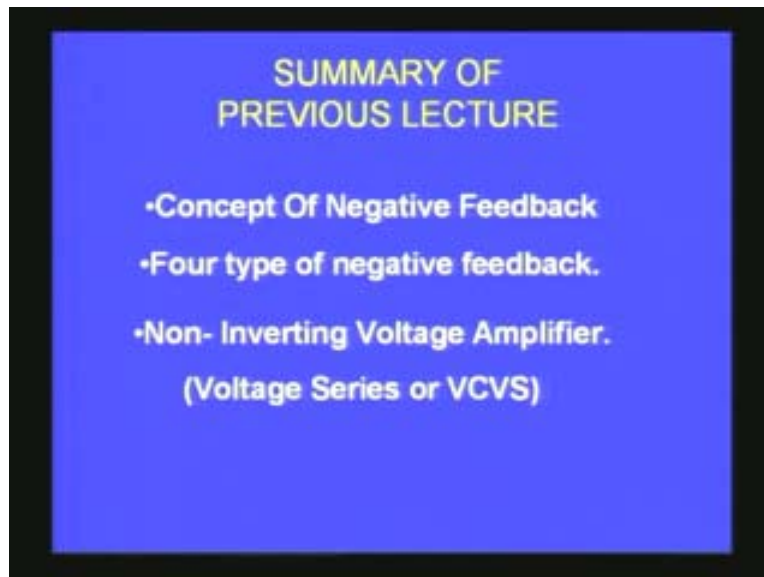 SUMMARY OF
PREVIOUS LECTURE
•Concept Of Negative Feedback
•Four type of negative feedback.
•Non- Inverting Voltage Amplifier.
(Voltage Series or VCVS)